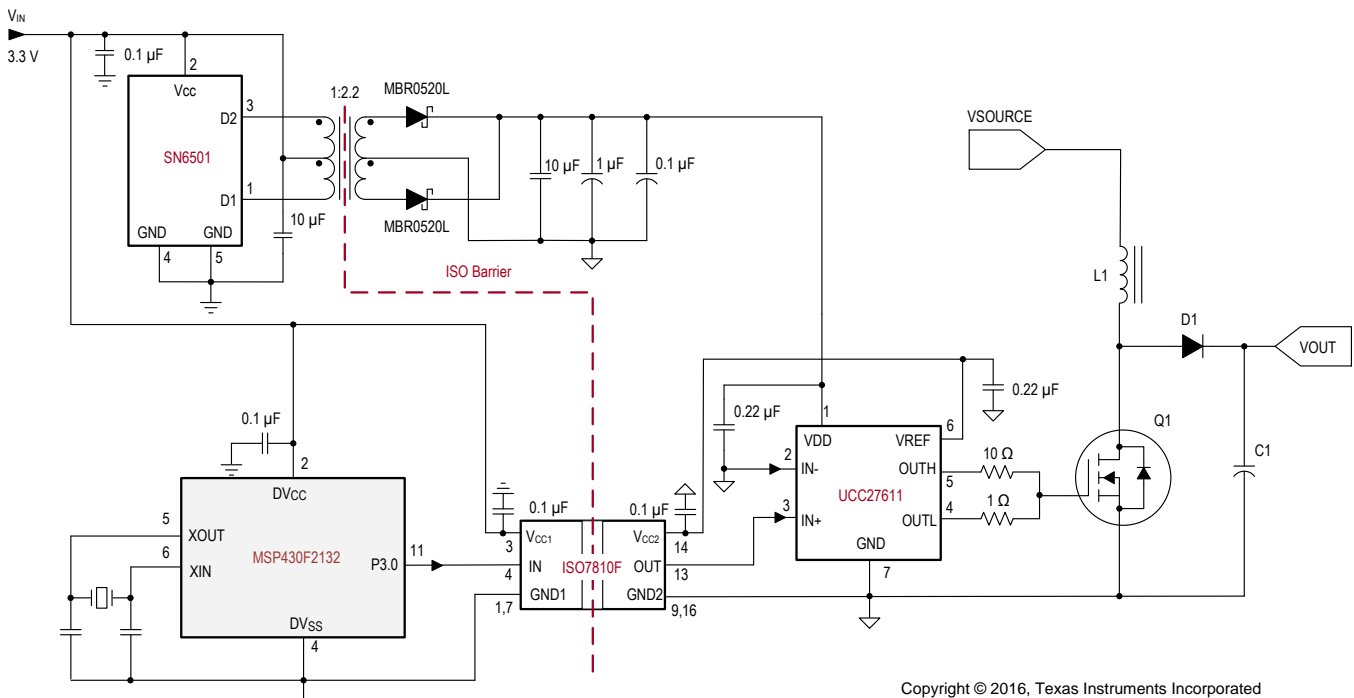 VIN
3.3 V
0.1 µF
2
Vcc
D2
3
SN6501
D1
1
GND
GND
4
5
10 µF
1:2.2
MBR0520L
MBR0520L
10 µF
1 µF
0.1 µF
ISO Barrier
VSOURCE
L1
D1
VOUT
C1
Q1
0.1 µF
2
DVCC
5
XOUT
6
XIN
MSP430F2132
P3.0
11
DVSS
4
0.1 µF
0.1 µF
VCC1
3
IN
4
GND1
1,7
ISO7810F
VCC2
14
OUT
13
GND2
9,16
0.22 µF
0.22 µF
1
VDD
VREF
6
2
IN-
OUTH
5
UCC27611
3
IN+
OUTL
4
GND
7
10 Ω
1 Ω
Copyright © 2016, Texas Instruments Incorporated